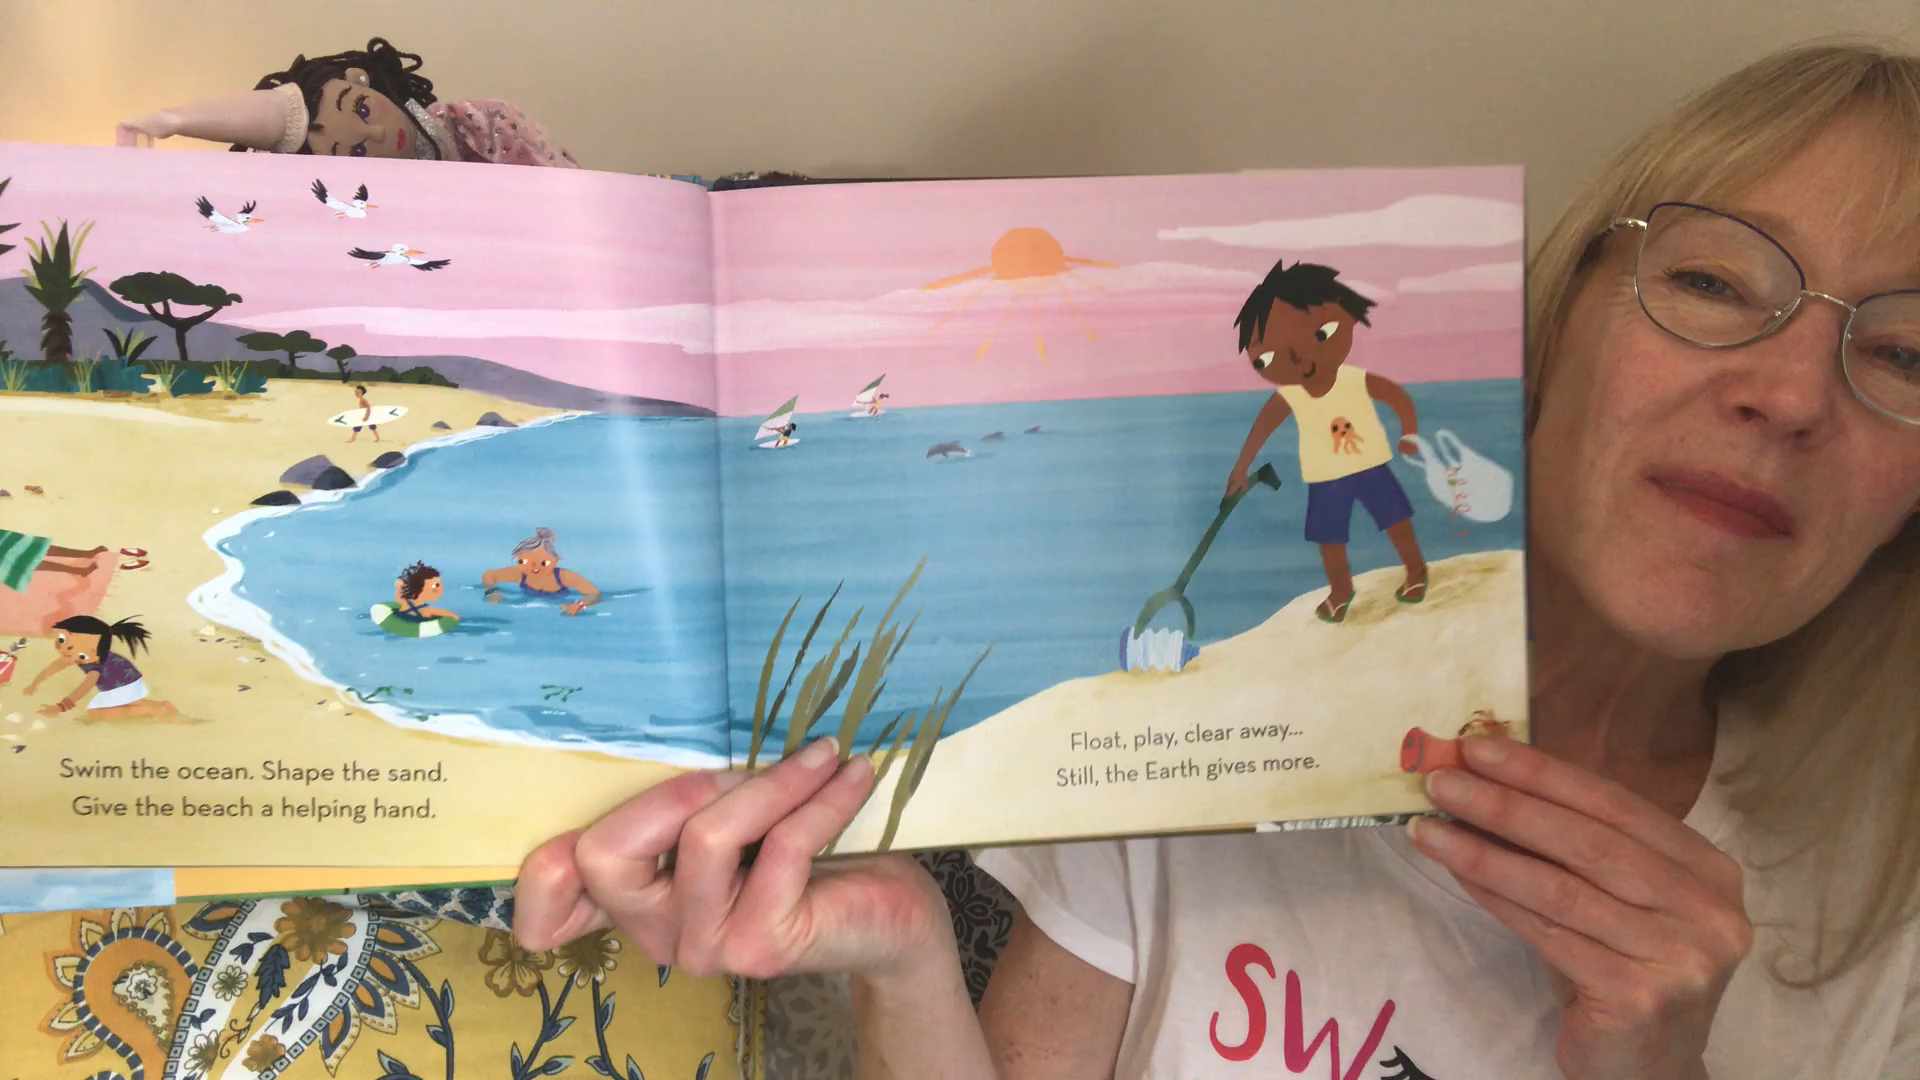 Swim the ocean. Shape the sand.
Give the beach a helping hand.
Float, play, clear away...
Still, the Earth gives more.
SW